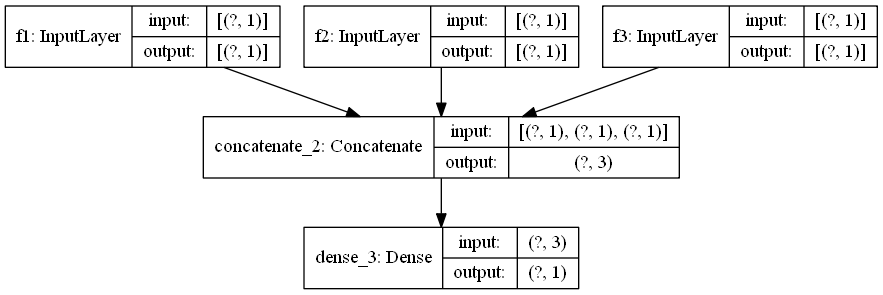 f1: InputLayer input: [(?, 1)] output: [(?, 1)]
f2: InputLayer input: [(?, 1)] output: [(?, 1)]
f3: InputLayer input: [(?, 1)] output: [(?, 1)]
concatenate_2: Concatenate input: [(?, 1), (?, 1), (?, 1)] output: (?, 3)
dense_3: Dense input: (?, 3) output: (?, 1)